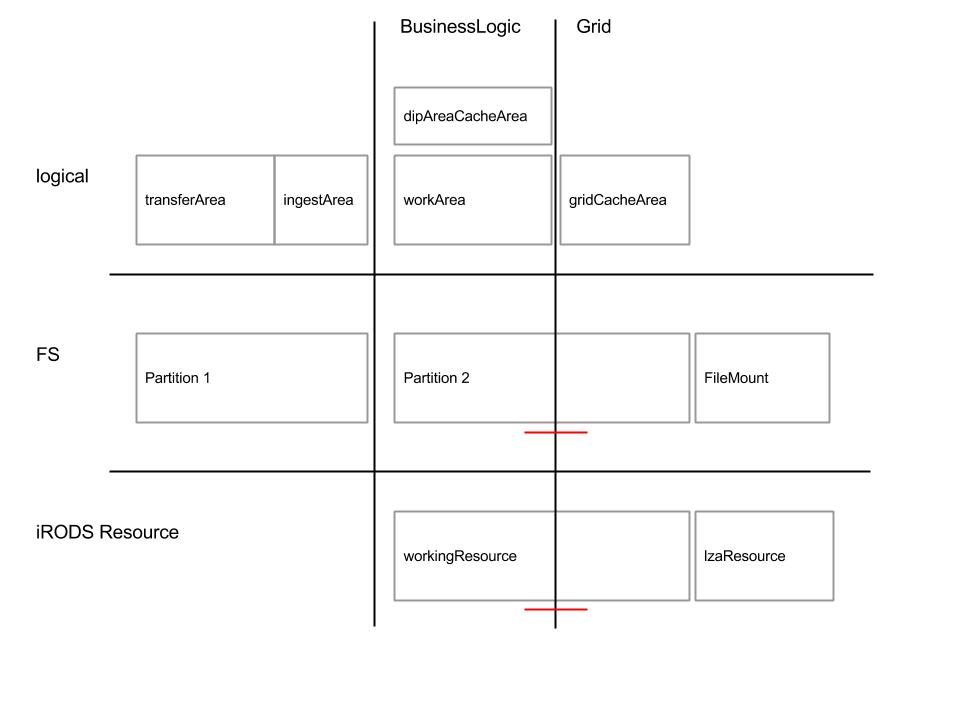 BusinessLogic
Grid
dipAreaCacheArea
logical
transferArea
ingestArea
workArea
gridCacheArea
FS
Partition 1
Partition 2
FileMount
iRODS Resource
workingResource
lzaResource